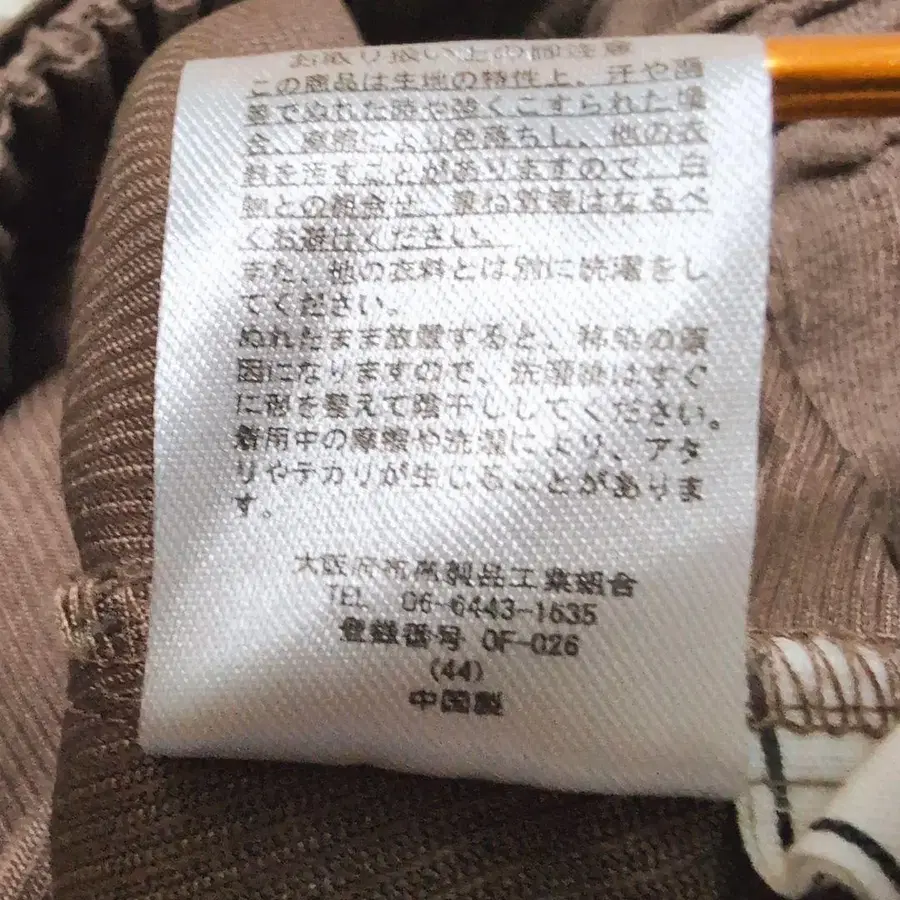 お取り扱い上の御注意
この商品は生地の特性上、汗や湿
気でぬれた時や強くこすられた場
合、摩擦により色落ちし、他の衣
料を汚すことがありますので、白
物との組合せ、重ね着等はなるべ
くお避けください。
また、他の衣料とは別に洗濯をし
てください。
ぬれたまま放置すると、移染の原
因になりますので、洗濯後はすぐ
に形を整えて陰干ししてください。
着用中の摩擦や洗濯により、アタ
リやテカリが生じることがありま
す。
大阪府布帛製品工業組合
TEL 06-6443-1635
登録番号 OF-026
(44)
中国製